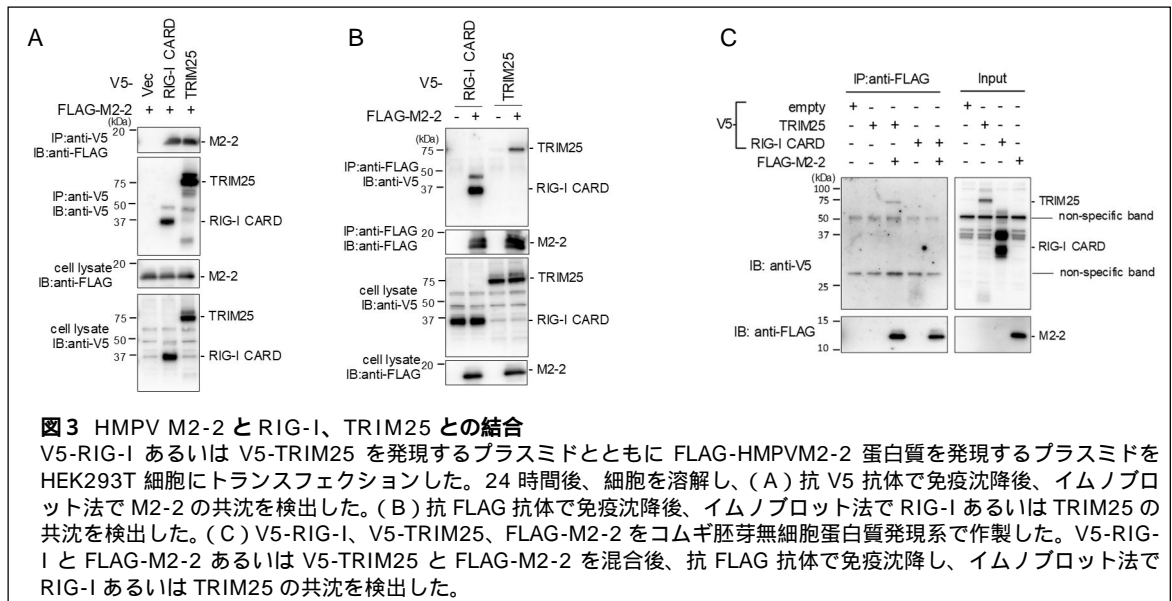 A
V5-
Vec
RIG-I CARD
TRIM25
FLAG-M2-2 + + +
(kDa)
20
IP:anti-V5
IB:anti-FLAG
M2-2
IP:anti-V5
IB:anti-V5
75
50
37
TRIM25
RIG-I CARD
cell lysate
IB:anti-FLAG
20
M2-2
cell lysate
IB:anti-V5
75
50
37
TRIM25
RIG-I CARD
B
V5-
RIG-I CARD
TRIM25
FLAG-M2-2 - + - +
(kDa)
75
50
37
IP:anti-FLAG
IB:anti-V5
TRIM25
RIG-I CARD
IP:anti-FLAG
IB:anti-FLAG
20
M2-2
cell lysate
IB:anti-V5
75
50
37
TRIM25
RIG-I CARD
cell lysate
IB:anti-FLAG
20
M2-2
C
IP:anti-FLAG Input
V5-
empty + - - - - + - - -
TRIM25 - + + - - - + - -
RIG-I CARD - - - + + - - + -
FLAG-M2-2 - - + - + - - - +
(kDa)
100
75
50
37
25
IB: anti-V5
TRIM25
non-specific band
RIG-I CARD
non-specific band
IB: anti-FLAG
15
10
M2-2
図3 HMPV M2-2 と RIG-I、TRIM25 との結合
V5-RIG-I あるいは V5-TRIM25 を発現するプラスミドとともに FLAG-HMPVM2-2 蛋白質を発現するプラスミドを
HEK293T 細胞にトランスフェクションした。24 時間後、細胞を溶解し、(A)抗 V5 抗体で免疫沈降後、イムノブロ
ット法で M2-2 の共沈を検出した。(B)抗 FLAG 抗体で免疫沈降後、イムノブロット法で RIG-I あるいは TRIM25 の
共沈を検出した。(C)V5-RIG-I、V5-TRIM25、FLAG-M2-2 をコムギ胚芽無細胞蛋白質発現系で作製した。V5-RIG-
I と FLAG-M2-2 あるいは V5-TRIM25 と FLAG-M2-2 を混合後、抗 FLAG 抗体で免疫沈降し、イムノブロット法で
RIG-I あるいは TRIM25 の共沈を検出した。